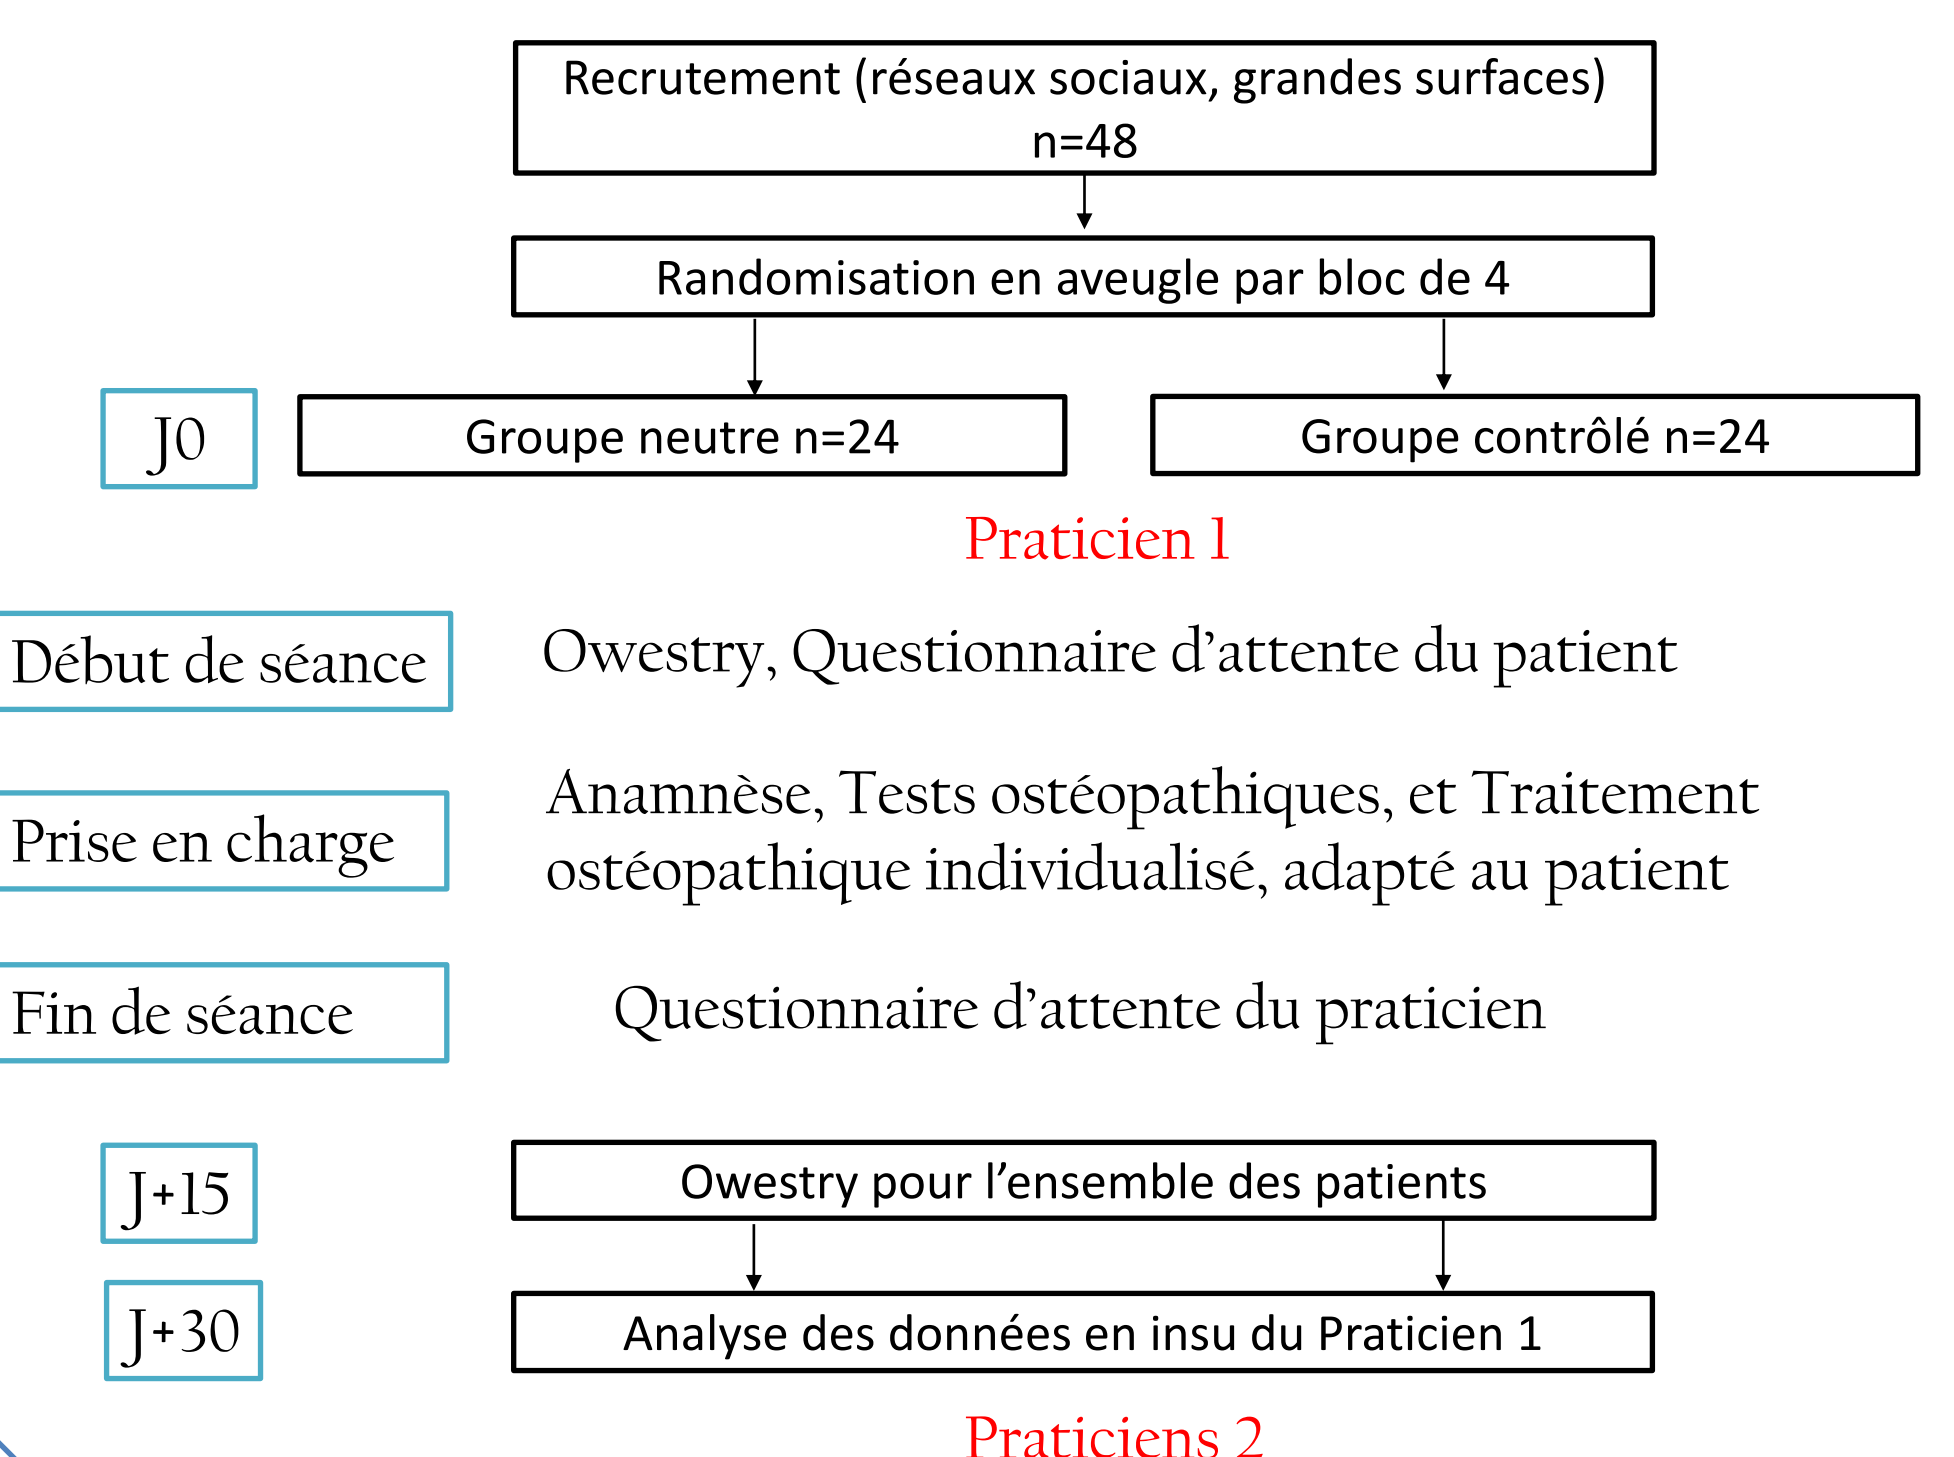 Recrutement (réseaux sociaux, grandes surfaces)
n=48
Randomisation en aveugle par bloc de 4
J0
Groupe neutre n=24
Groupe contrôlé n=24
Praticien 1
Début de séance
Owestry, Questionnaire d’attente du patient
Prise en charge
Anamnèse, Tests ostéopathiques, et Traitement
ostéopathique individualisé, adapté au patient
Fin de séance
Questionnaire d’attente du praticien
J+15
Owestry pour l’ensemble des patients
J+30
Analyse des données en insu du Praticien 1
Praticiens 2